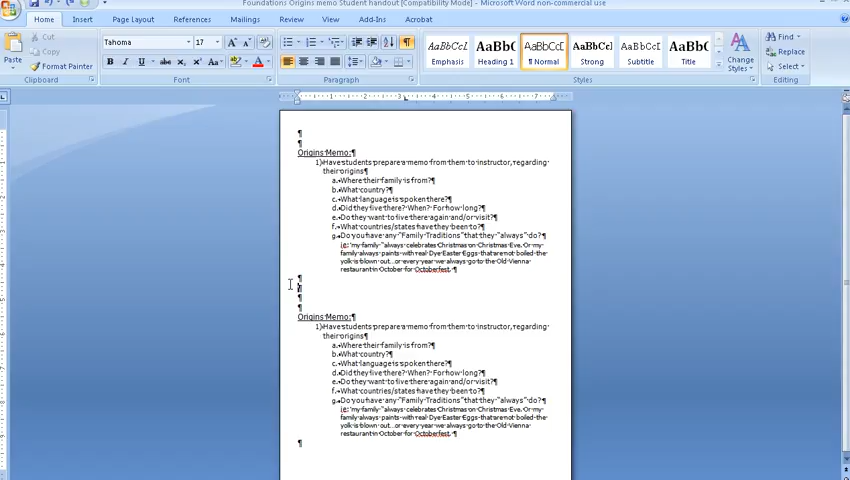 Foundations Origins memo Student handout [Compatibility Mode] - Microsoft Word non-commercial use
Home Insert Page Layout References Mailings Review View Add-Ins Acrobat
Cut
Copy
Paste
Format Painter
Clipboard
Tahoma 17
Font
Paragraph
AaBbCcL AaBbC AaBbCcL AaBbCc AaBbCcL AaBb
Emphasis Heading 1 ¶ Normal Strong Subtitle Title
Styles
Change
Styles
Find
Replace
Select
Editing
Origins Memo:¶
1)Have students prepare a memo from them to instructor, regarding
their origins¶
a. Where their family is from?¶
b. What country?¶
c. What language is spoken there?¶
d. Did they live there? When? For how long?¶
e. Do they want to live there again and/or visit?¶
f. What countries/states have they been to?¶
g. Do you have any "Family Traditions" that they "always" do?¶
ie: "my family "always celebrates Christmas on Christmas Eve. Or my
family always paints with real Dye Easter Eggs that are not boiled-the
yolk is blown out...or every year we always go to the Old Vienna
restaurant in October for Octoberfest. ¶
Origins Memo:¶
1)Have students prepare a memo from them to instructor, regarding
their origins¶
a. Where their family is from?¶
b. What country?¶
c. What language is spoken there?¶
d. Did they live there? When? For how long?¶
e. Do they want to live there again and/or visit?¶
f. What countries/states have they been to?¶
g. Do you have any "Family Traditions" that they "always" do?¶
ie: "my family "always celebrates Christmas on Christmas Eve. Or my
family always paints with real Dye Easter Eggs that are not boiled-the
yolk is blown out...or every year we always go to the Old Vienna
restaurant in October for Octoberfest. ¶